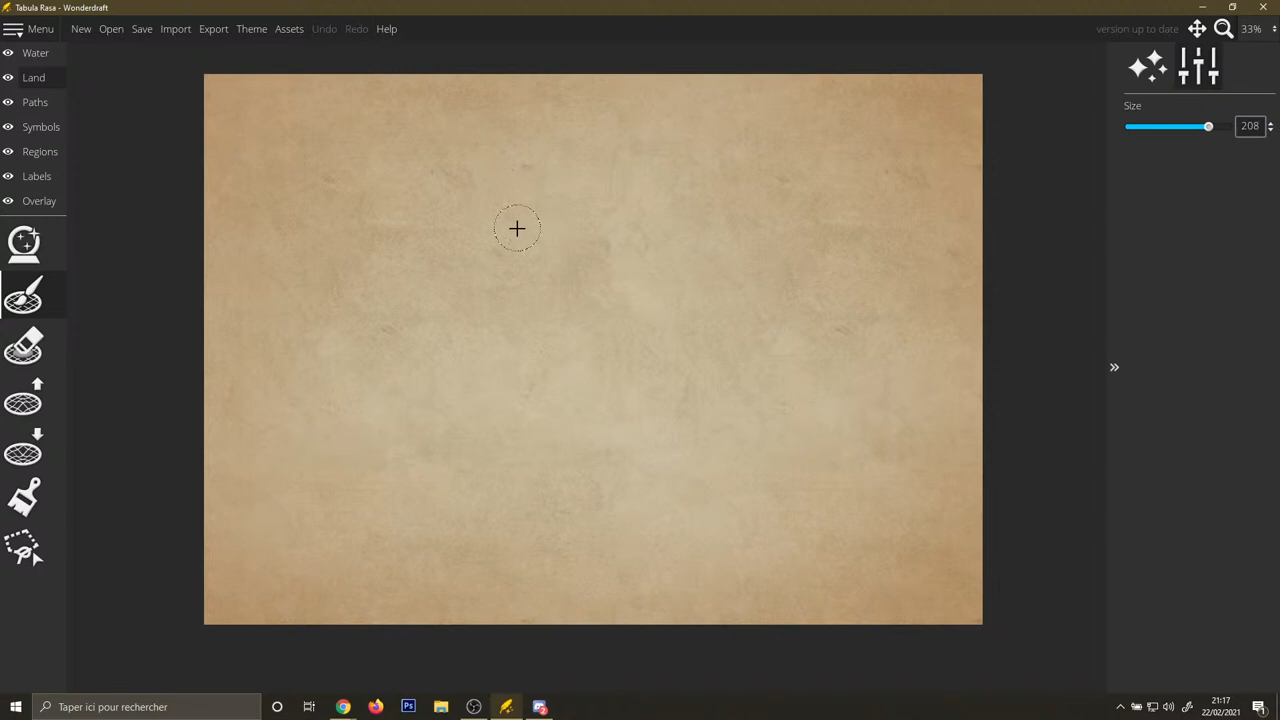 Tabula Rasa - Wonderdraft
Menu New Open Save Import Export Theme Assets Undo Redo Help version up to date 33%
Water
Land
Paths
Symbols
Regions
Labels
Overlay
Size
208
Ps
Taper ici pour rechercher
21:17
22/02/2021